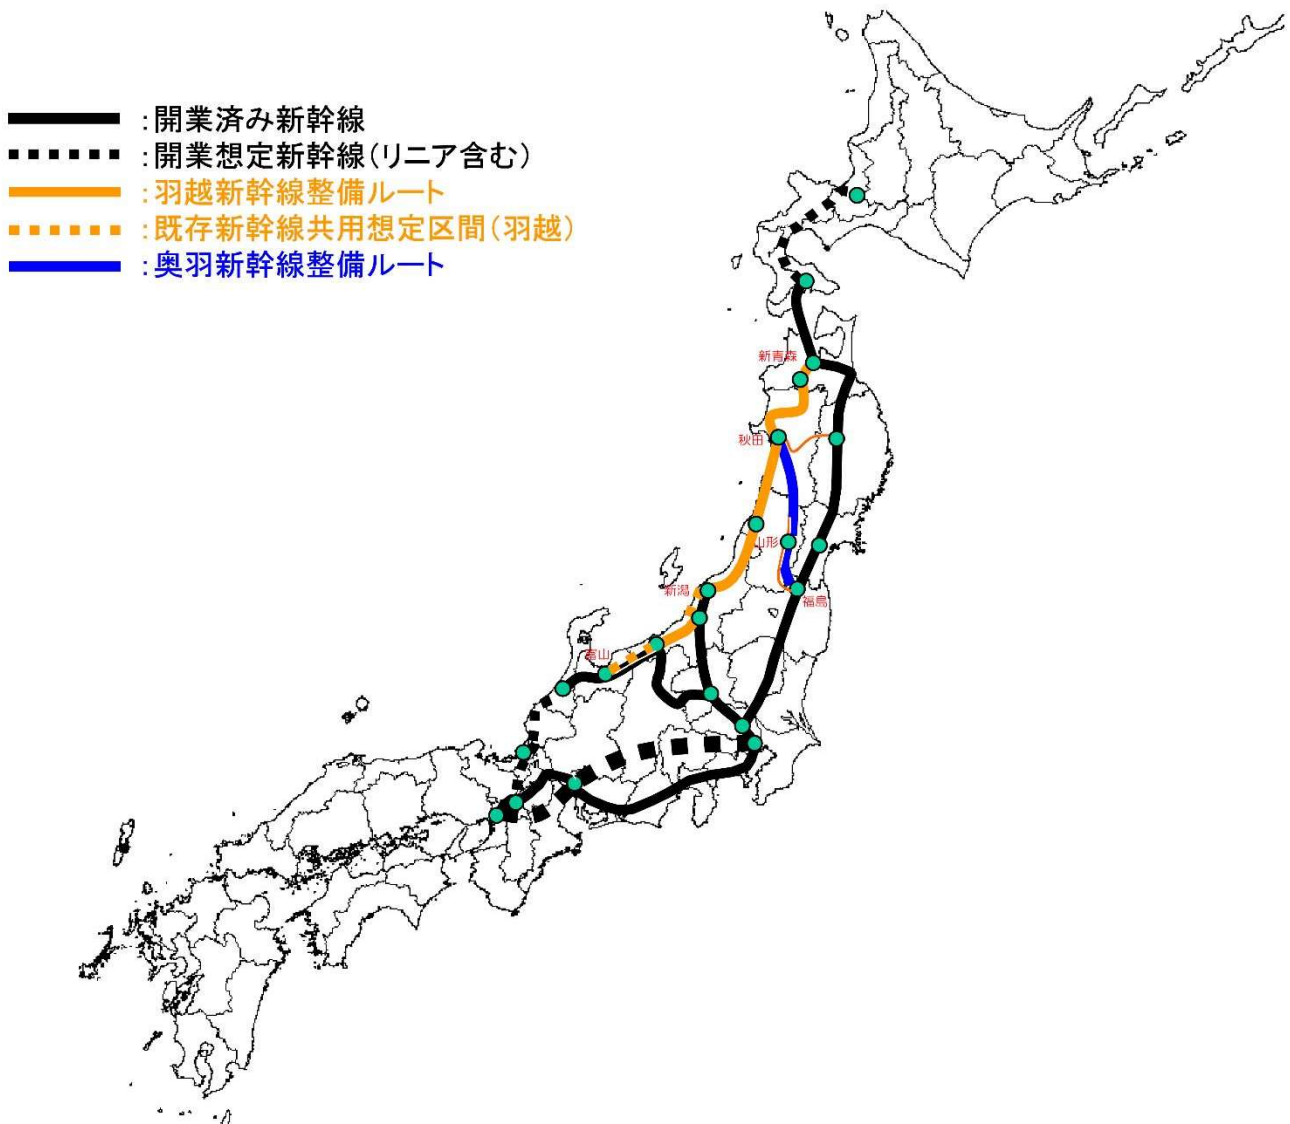 :開業済み新幹線
:開業想定新幹線(リニア含む)
:羽越新幹線整備ルート
:既存新幹線共用想定区間(羽越)
:奥羽新幹線整備ルート
新青森
秋田
山形
新潟
福島
富山